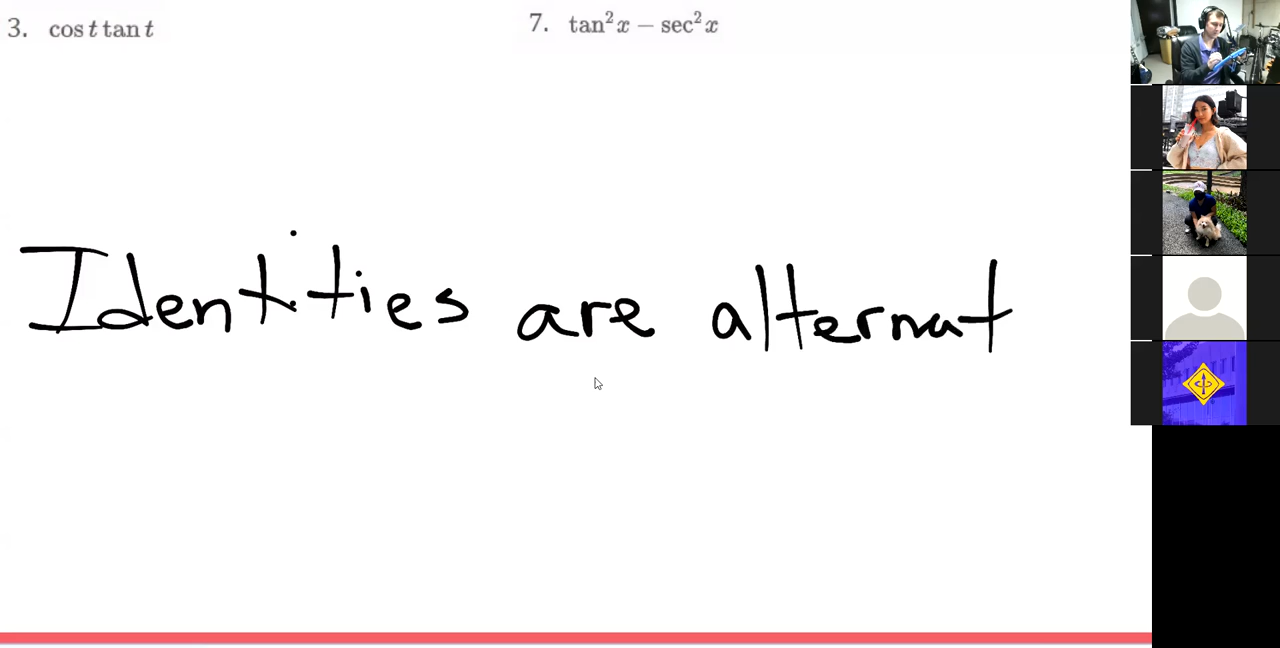 3. cos t tan t
7. tan²x − sec²x
Identities are alternat